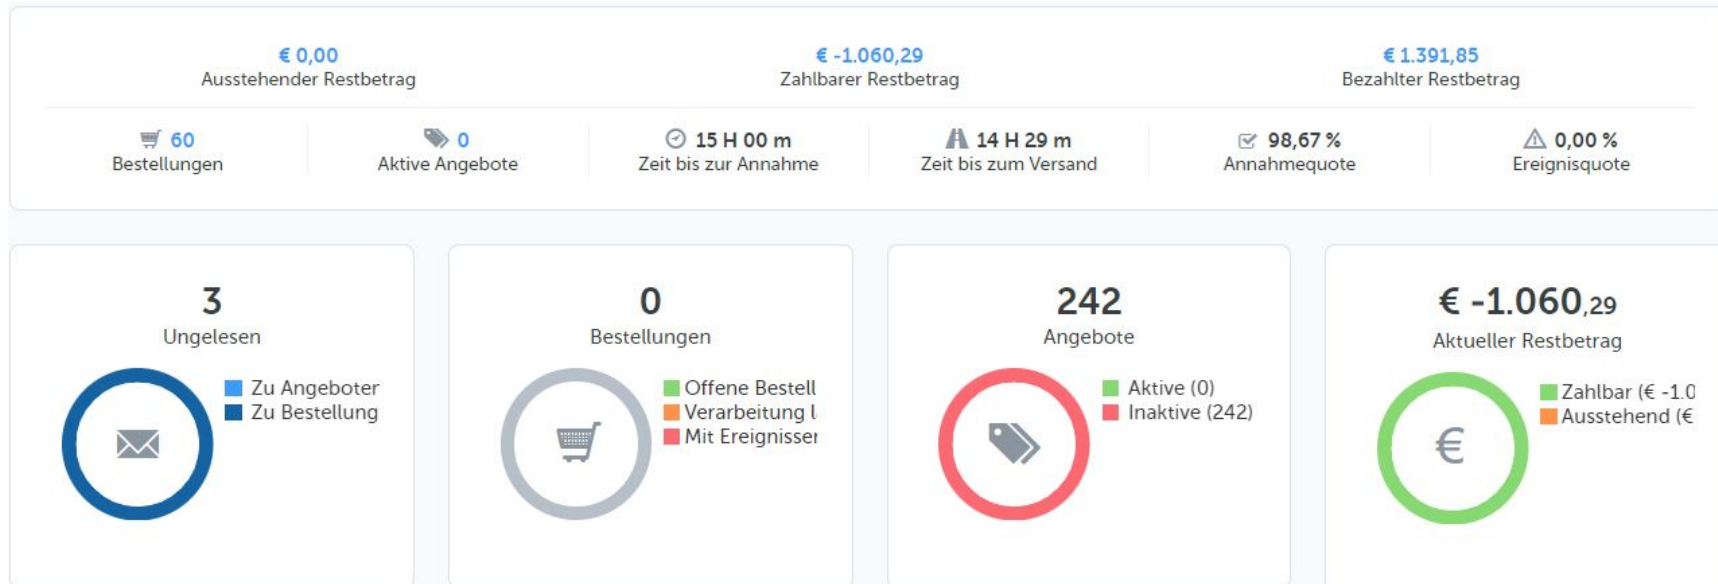 € 0,00
Ausstehender Restbetrag
€ -1.060,29
Zahlbarer Restbetrag
€ 1.391,85
Bezahlter Restbetrag
60
Bestellungen
0
Aktive Angebote
15 H 00 m
Zeit bis zur Annahme
14 H 29 m
Zeit bis zum Versand
98,67 %
Annahmequote
0,00 %
Ereignisquote
3
Ungelesen
Zu Angeboter
Zu Bestellung
0
Bestellungen
Offene Bestell
Verarbeitung
Mit Ereignisser
242
Angebote
Aktive (0)
Inaktive (242)
€ -1.060,29
Aktueller Restbetrag
€
Zahlbar (€ -1.0
Ausstehend (€